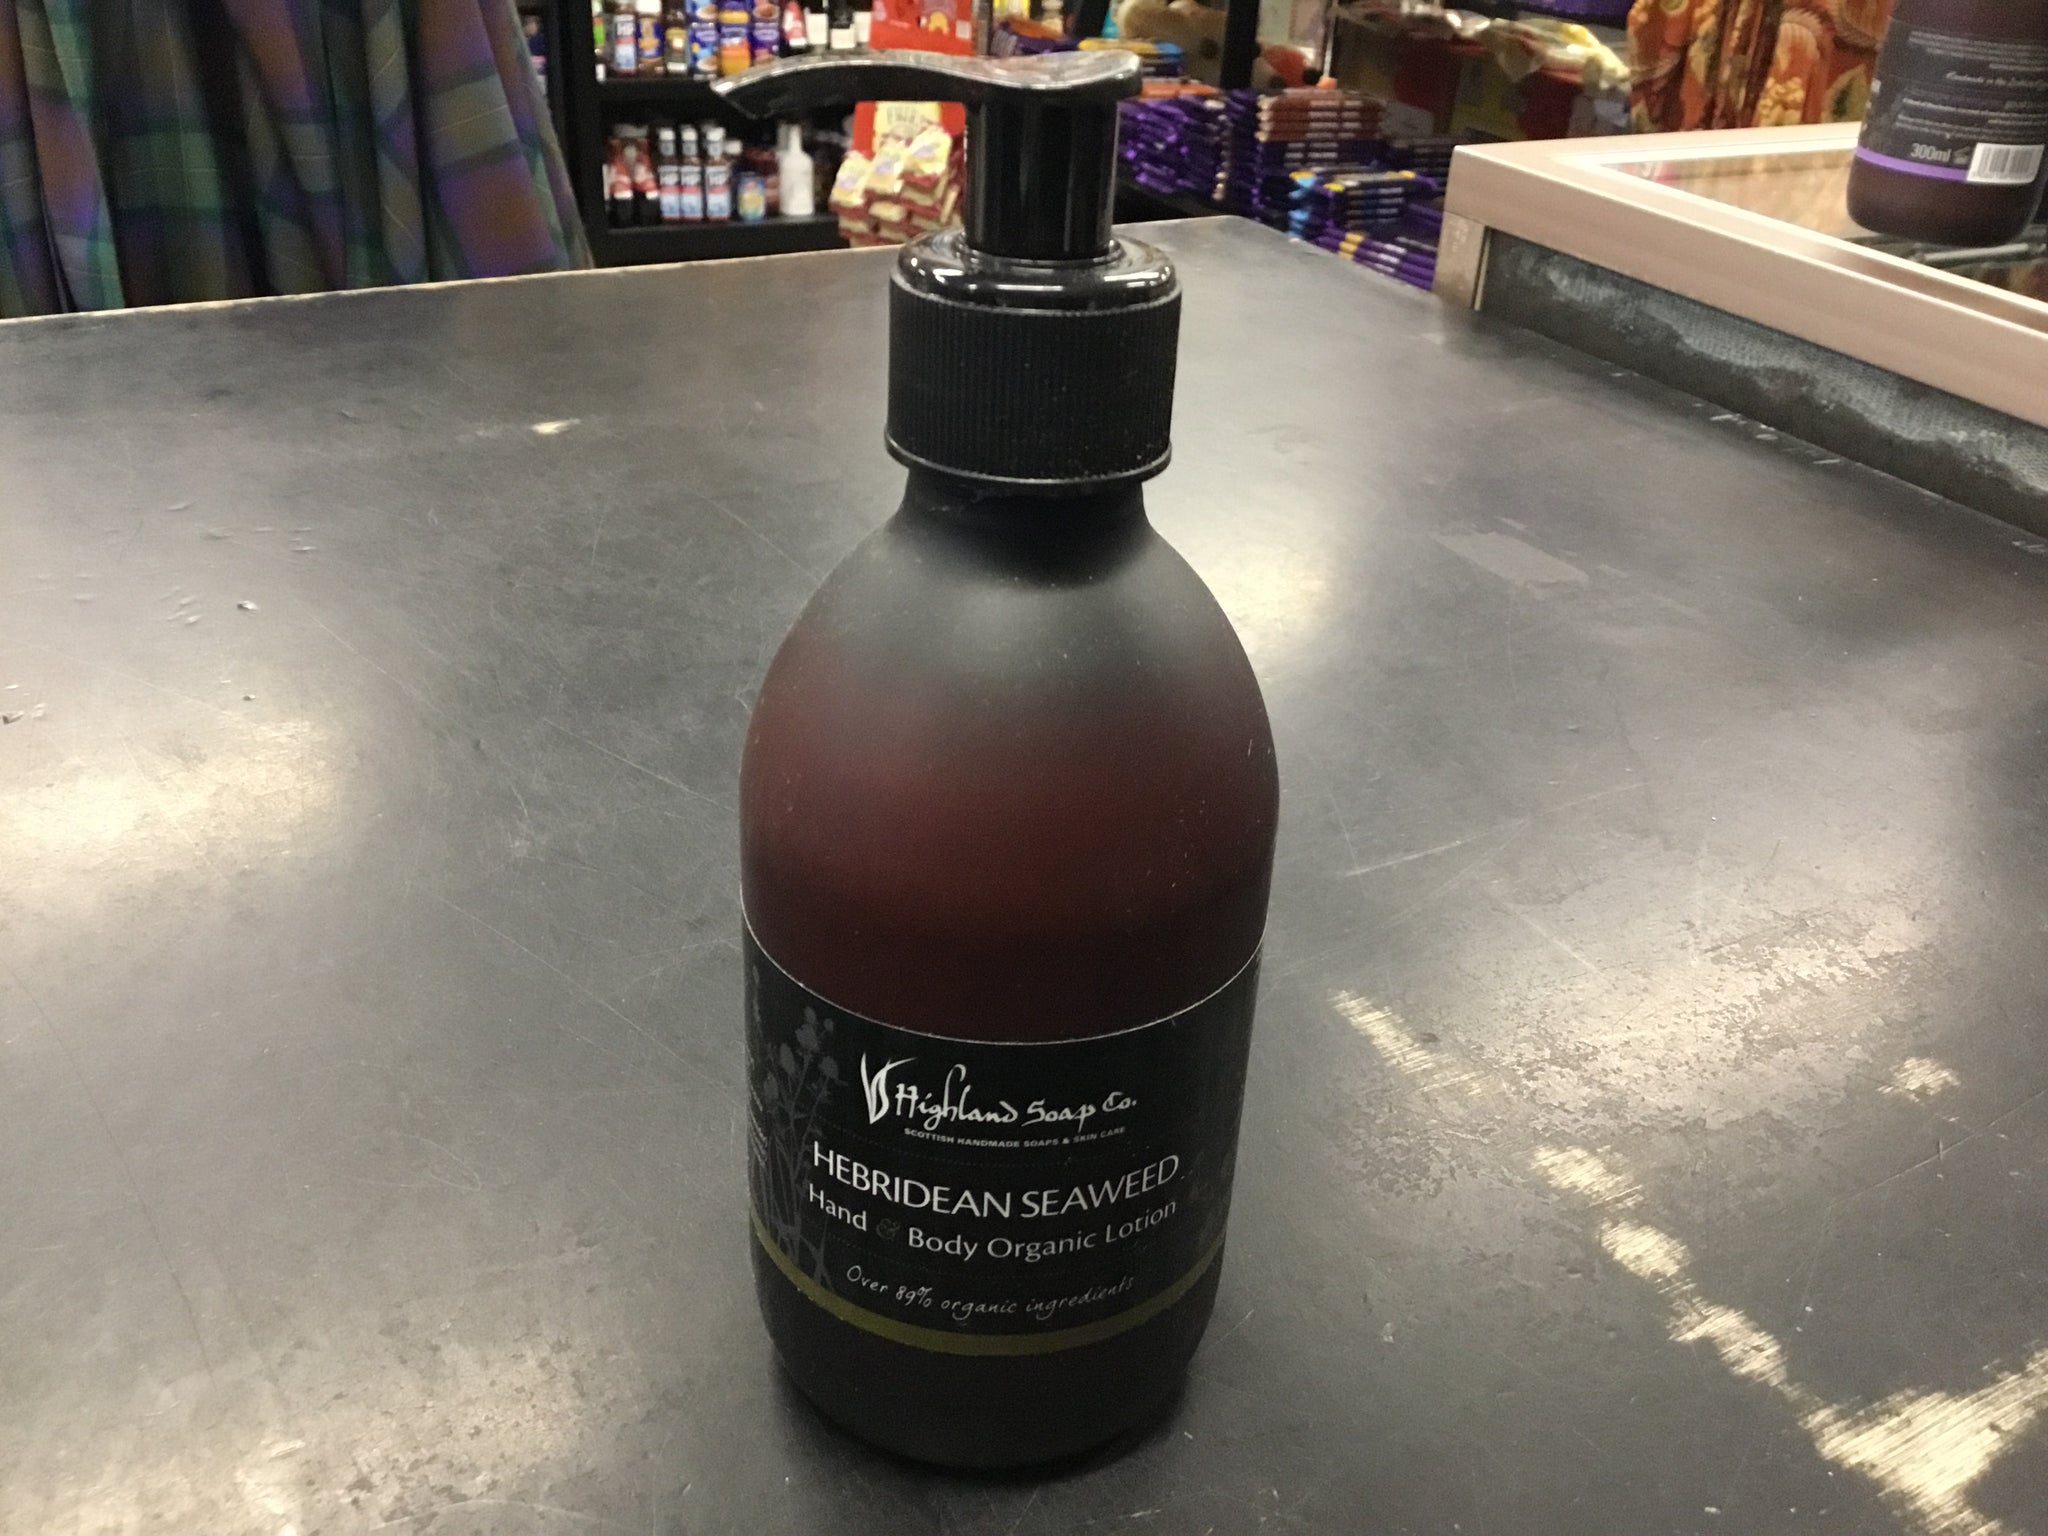 Highland Soap Co.
SCOTTISH HANDMADE SOAPS & SKIN CARE
HEBRIDEAN SEAWEED
Hand & Body Organic Lotion
Over 89% organic ingredients
300ml